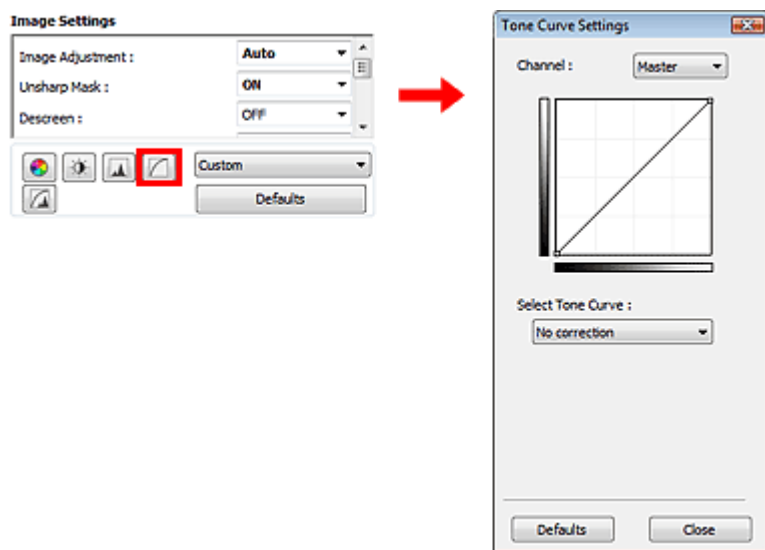 Image Settings
Image Adjustment :
Auto
Unsharp Mask :
ON
Descreen :
OFF
Custom
Defaults
Tone Curve Settings
Channel :
Master
Select Tone Curve :
No correction
Defaults
Close